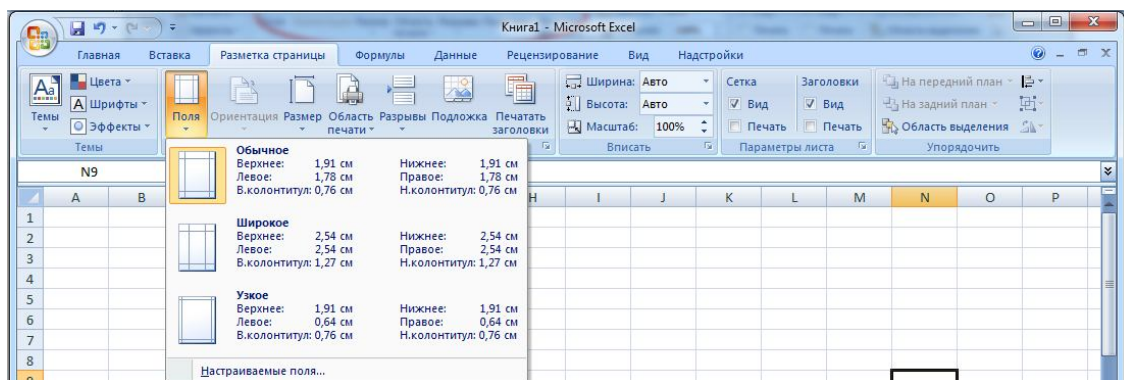 Книга1 - Microsoft Excel
Главная Вставка Разметка страницы Формулы Данные Рецензирование Вид Надстройки
Темы
Цвета
Шрифты
Эффекты
Темы
Поля Ориентация Размер Область печати Разрывы Подложка Печатать заголовки
Ширина: Авто
Высота: Авто
Масштаб: 100%
Вписать
Сетка Заголовки
Вид Вид
Печать Печать
Параметры листа
На передний план
На задний план
Область выделения
Упорядочить
N9
A B H I J K L M N O P
Обычное
Верхнее: 1,91 см Нижнее: 1,91 см
Левое: 1,78 см Правое: 1,78 см
В.колонтитул: 0,76 см Н.колонтитул: 0,76 см
Широкое
Верхнее: 2,54 см Нижнее: 2,54 см
Левое: 2,54 см Правое: 2,54 см
В.колонтитул: 1,27 см Н.колонтитул: 1,27 см
Узкое
Верхнее: 1,91 см Нижнее: 1,91 см
Левое: 0,64 см Правое: 0,64 см
В.колонтитул: 0,76 см Н.колонтитул: 0,76 см
Настраиваемые поля...
1
2
3
4
5
6
7
8